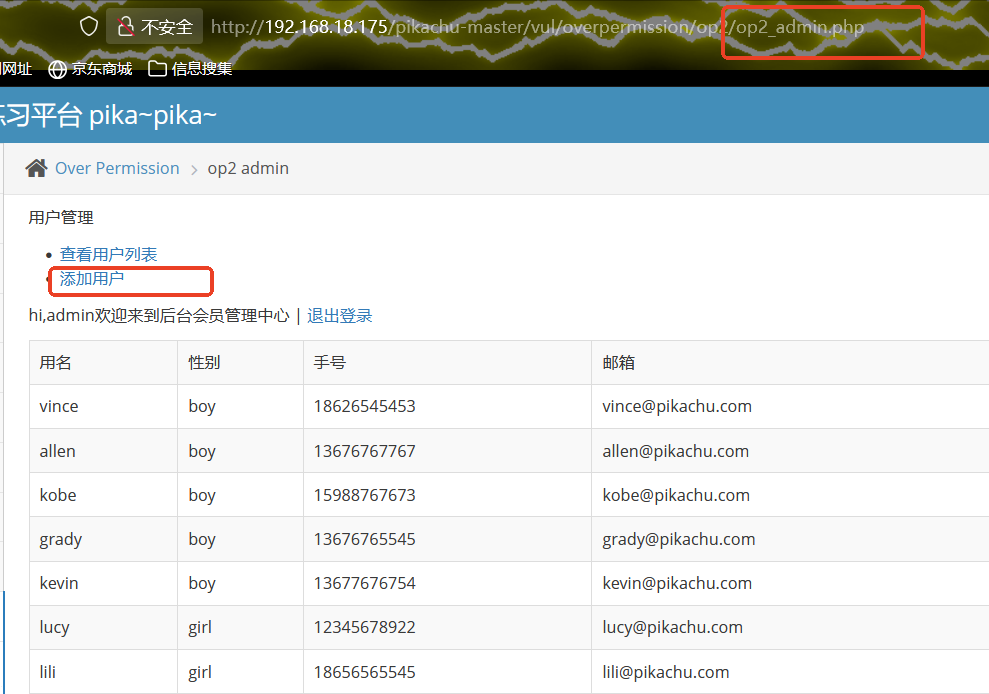 不安全 http://192.168.18.175/pikachu-master/vul/overpermission/op2/op2_admin.php
网址 京东商城 信息搜集
练习平台 pika~pika~
Over Permission > op2 admin
用户管理
查看用户列表
添加用户
hi,admin欢迎来到后台会员管理中心 | 退出登录
用名 性别 手号 邮箱
vince boy 18626545453 vince@pikachu.com
allen boy 13676767767 allen@pikachu.com
kobe boy 15988767673 kobe@pikachu.com
grady boy 13676765545 grady@pikachu.com
kevin boy 13677676754 kevin@pikachu.com
lucy girl 12345678922 lucy@pikachu.com
lili girl 18656565545 lili@pikachu.com